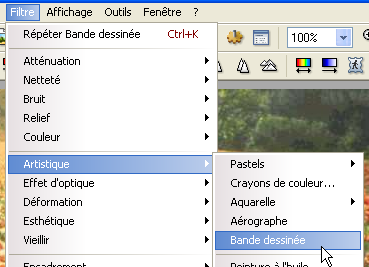 Filtre Affichage Outils Fenêtre ?
Répéter Bande dessinée Ctrl+K
100%
Atténuation
Netteté
Bruit
Relief
Couleur
Artistique
Effet d'optique
Déformation
Esthétique
Vieillir
Encadrement
Pastels
Crayons de couleur...
Aquarelle
Aérographe
Bande dessinée
Peinture à l'huile